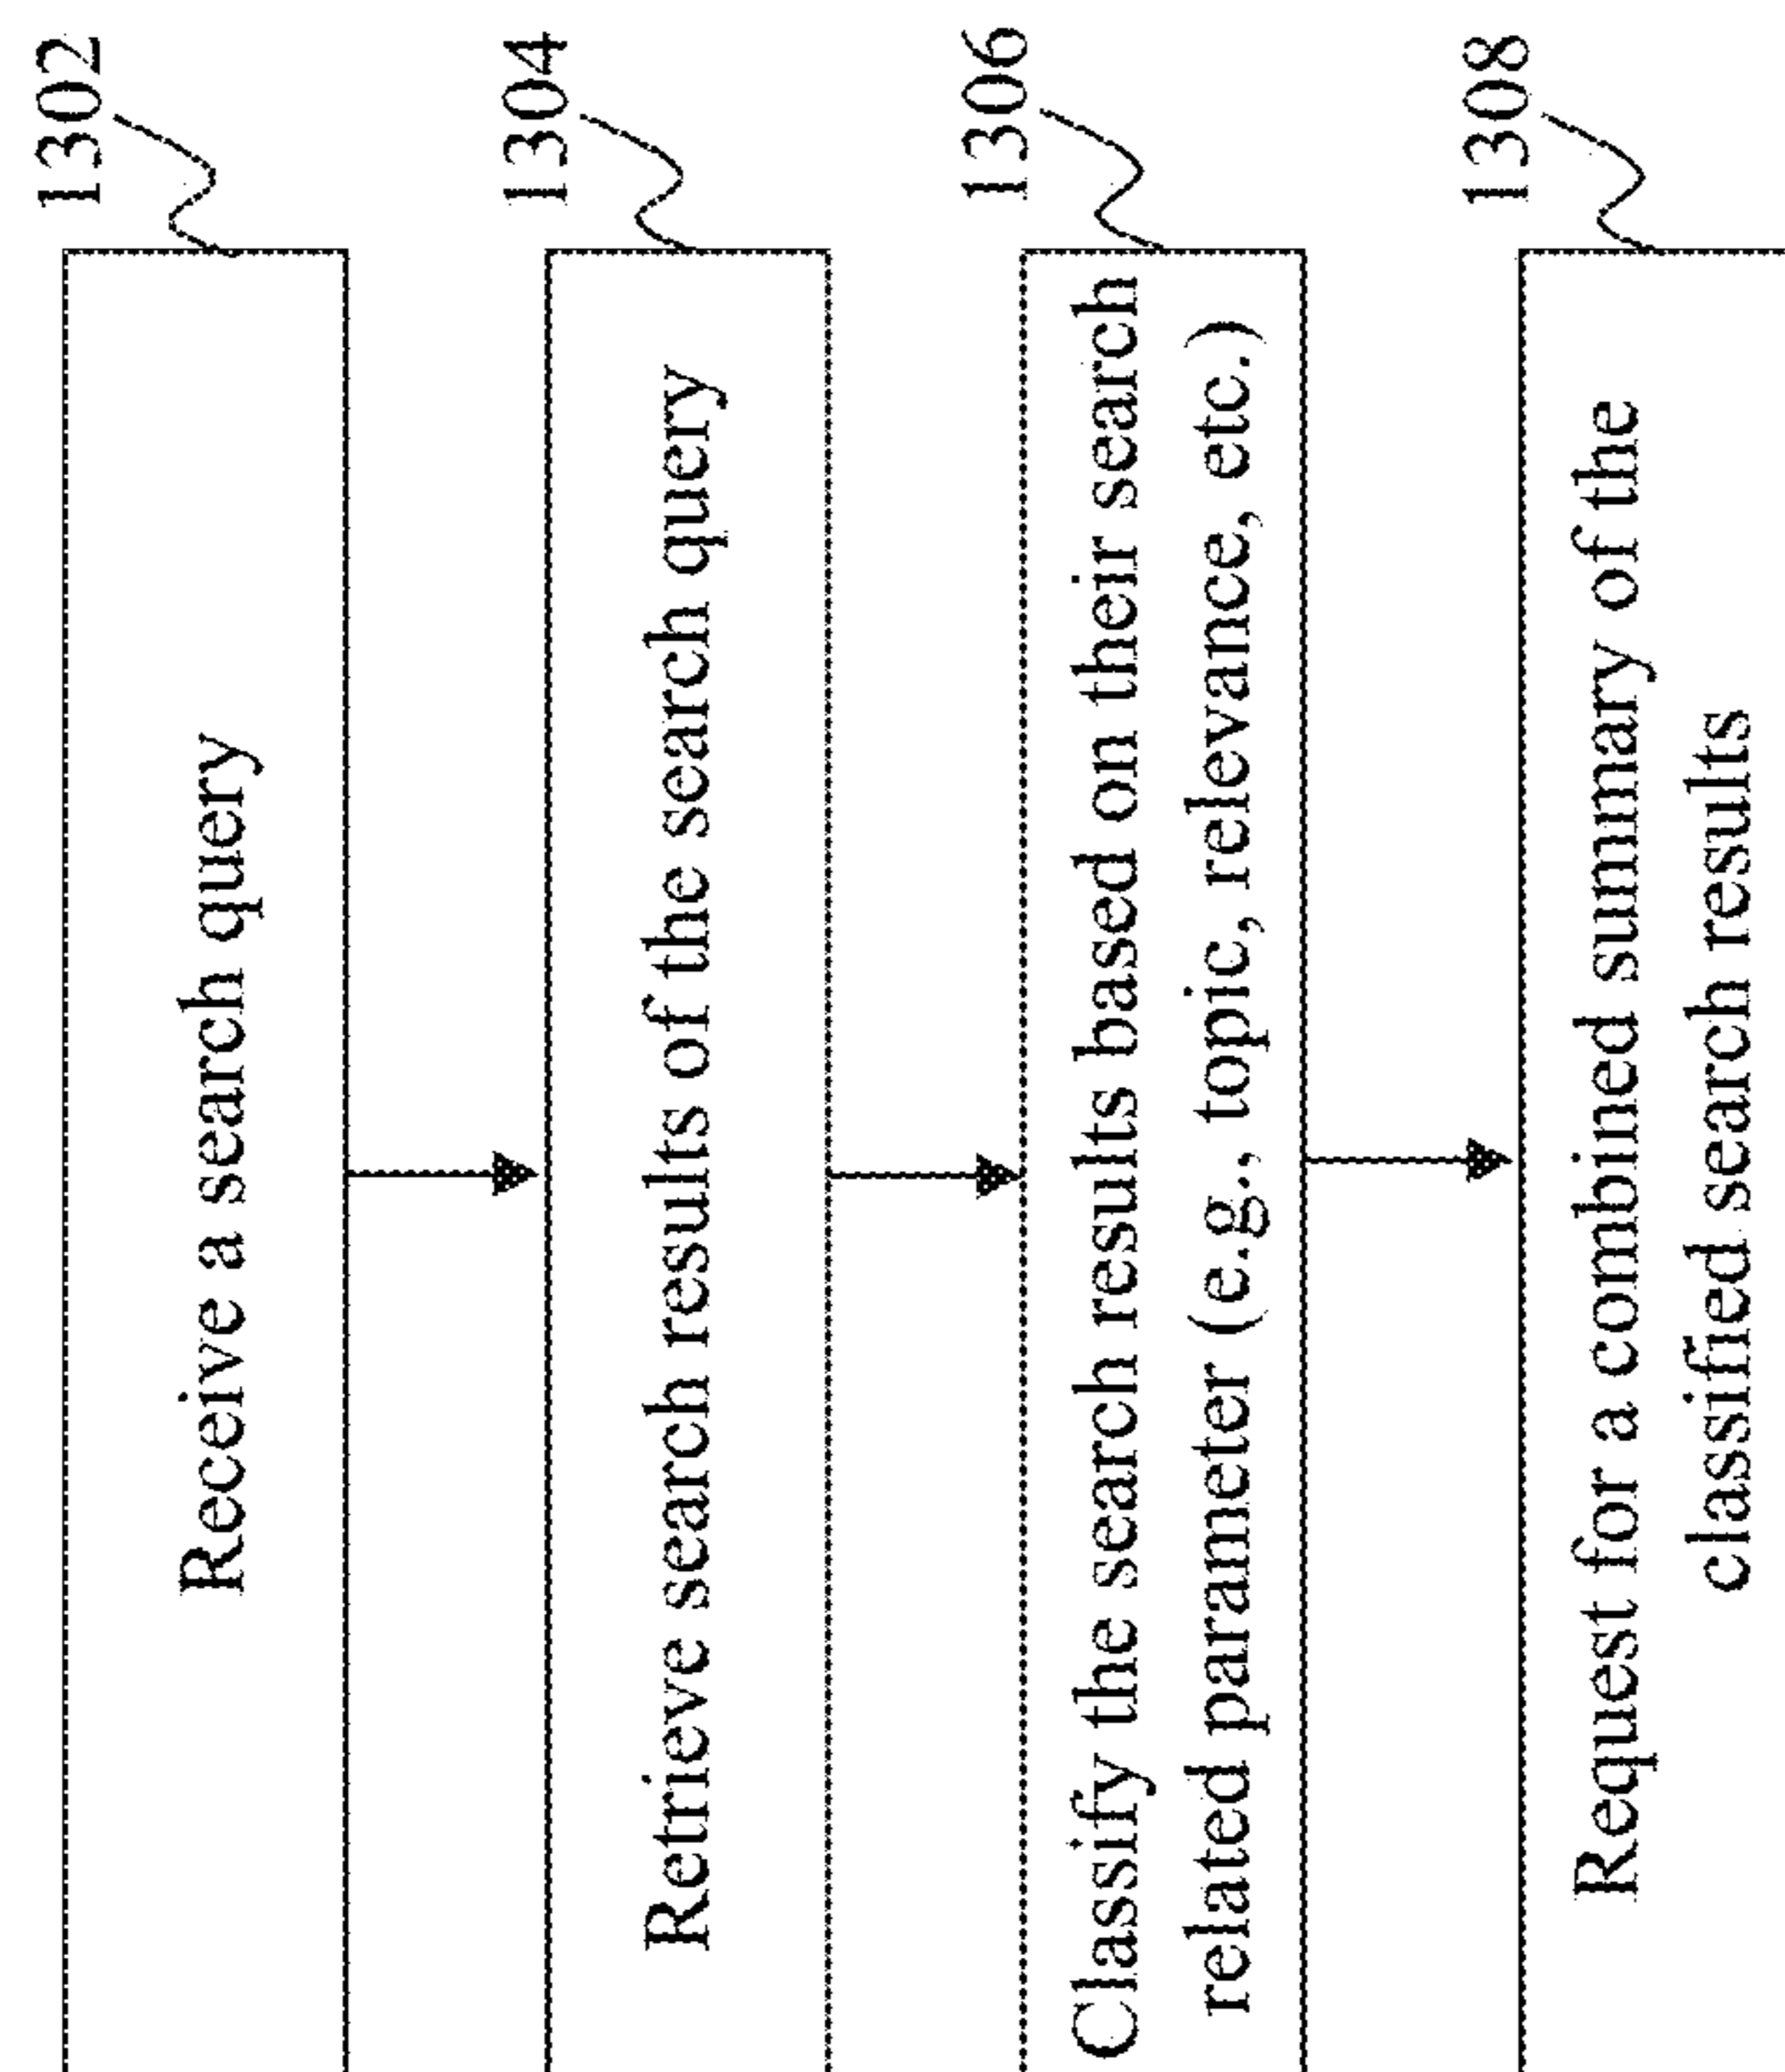 1302
Receive a search query
1304
Retrieve search results of the search query
1306
Classify the search results based on their search
related parameter (e.g., topic, relevance, etc.)
1308
Request for a combined summary of the
classified search results